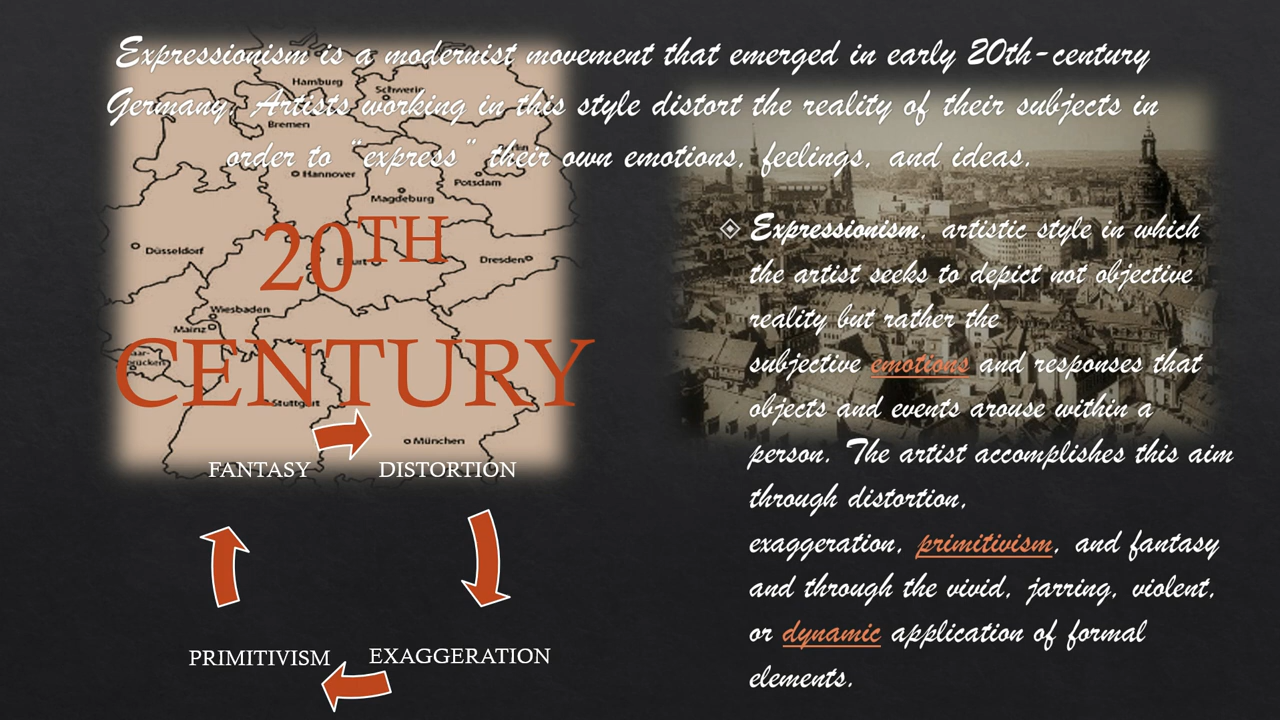 Expressionism is a modernist movement that emerged in early 20th-century
Germany. Artists working in this style distort the reality of their subjects in
order to "express" their own emotions, feelings, and ideas.
Hamburg
Schwerin
Bremen
Hannover
Potsdam
Magdeburg
Düsseldorf
Erfurt
Dresden
Wiesbaden
Mainz
Stuttgart
München
20TH
CENTURY
FANTASY
DISTORTION
PRIMITIVISM
EXAGGERATION
Expressionism, artistic style in which
the artist seeks to depict not objective
reality but rather the
subjective emotions and responses that
objects and events arouse within a
person. The artist accomplishes this aim
through distortion,
exaggeration, primitivism, and fantasy
and through the vivid, jarring, violent,
or dynamic application of formal
elements.